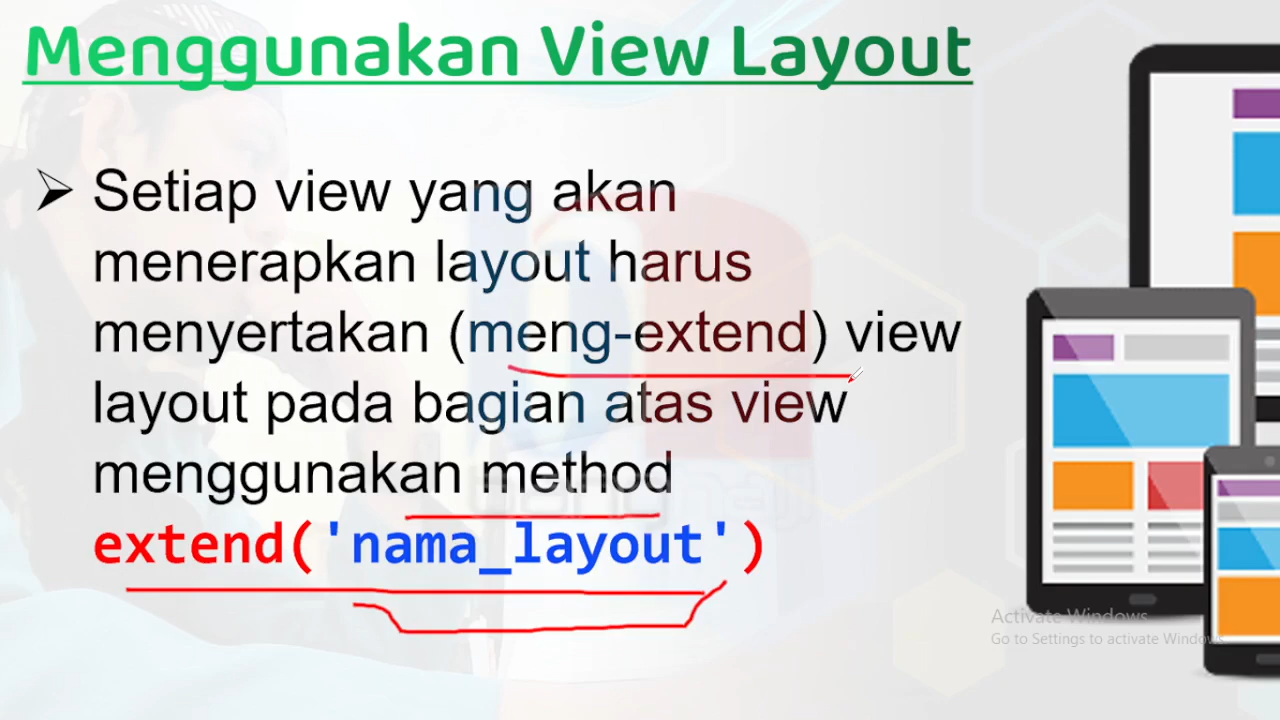 Menggunakan View Layout
➢ Setiap view yang akan
menerapkan layout harus
menyertakan (meng-extend) view
layout pada bagian atas view
menggunakan method
extend('nama_layout')
Activate Windows
Go to Settings to activate Windows.